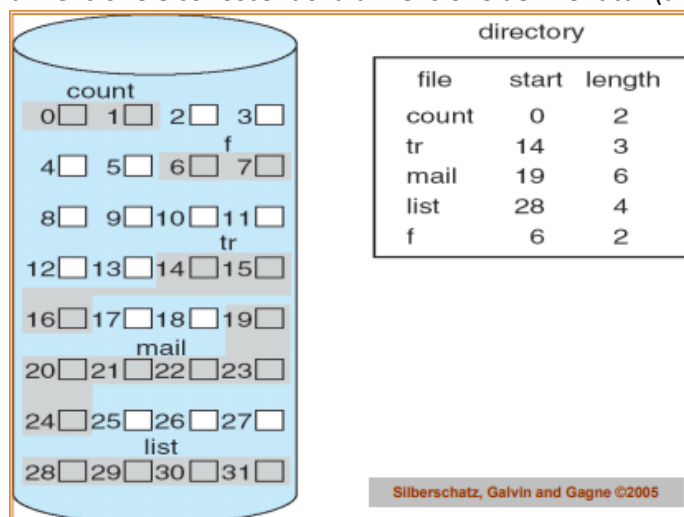 directory
file start length
count 0 2
tr 14 3
mail 19 6
list 28 4
f 6 2
count
0 1 2 3
f
4 5 6 7
8 9 10 11
tr
12 13 14 15
16 17 18 19
mail
20 21 22 23
24 25 26 27
list
28 29 30 31
Silberschatz, Galvin and Gagne ©2005